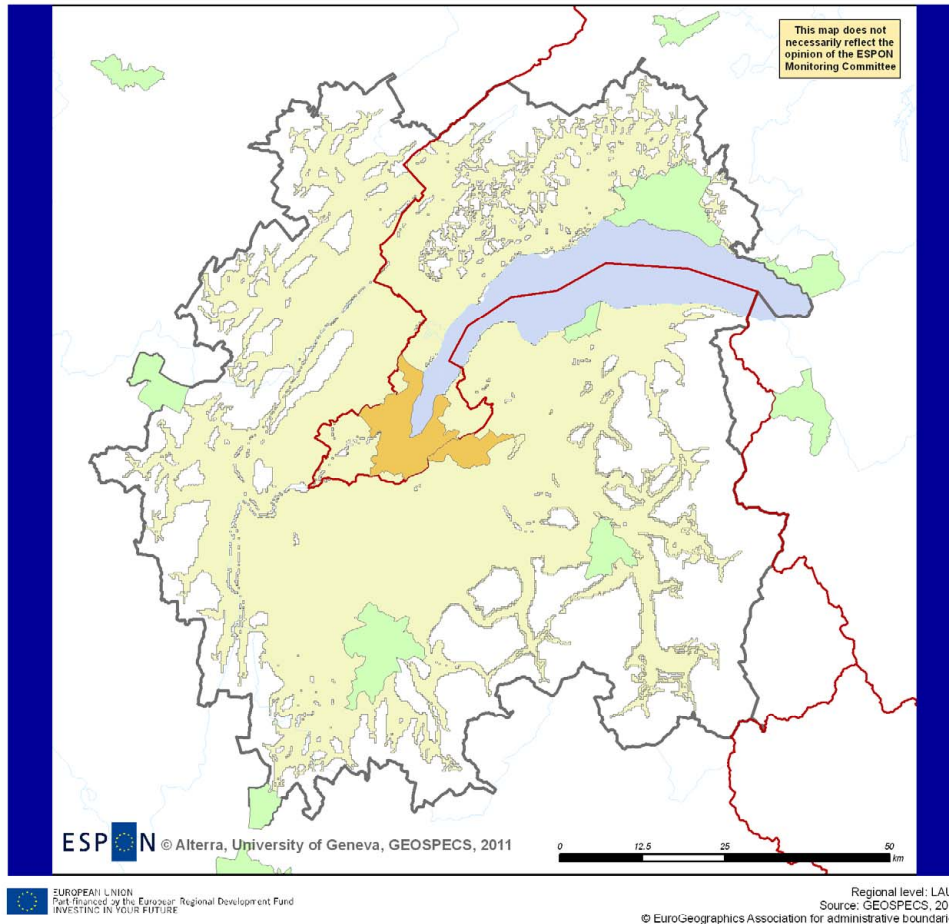 This map does not
necessarily reflect the
opinion of the ESPON
Monitoring Committee
ESPON © Alterra, University of Geneva, GEOSPECS, 2011
0 12.5 25 50
km
EUROPEAN UNION
Part-financed by the European Regional Development Fund
INVESTING IN YOUR FUTURE
Regional level: LAU
Source: GEOSPECS, 20
© EuroGeographics Association for administrative boundari